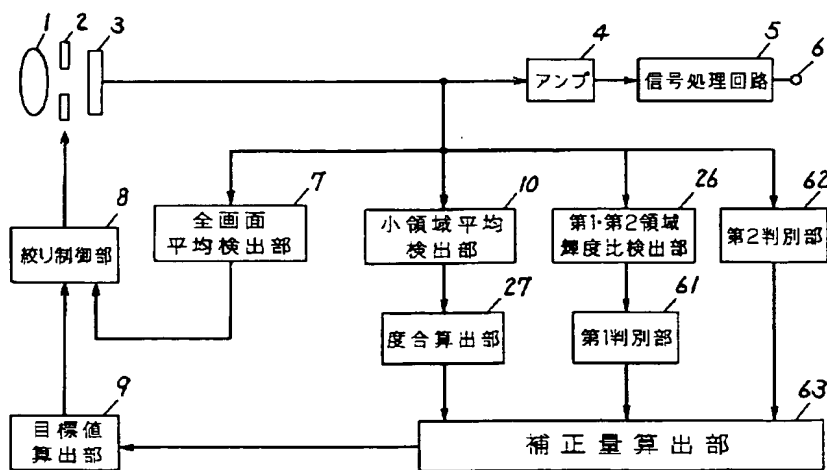 1
2
3
4
5
6
アンプ
信号処理回路
7
8
10
26
62
絞り制御部
全画面
平均検出部
小領域平均
検出部
第1・第2領域
輝度比検出部
第2判別部
27
61
度合算出部
第1判別部
9
63
目標値
算出部
補正量算出部